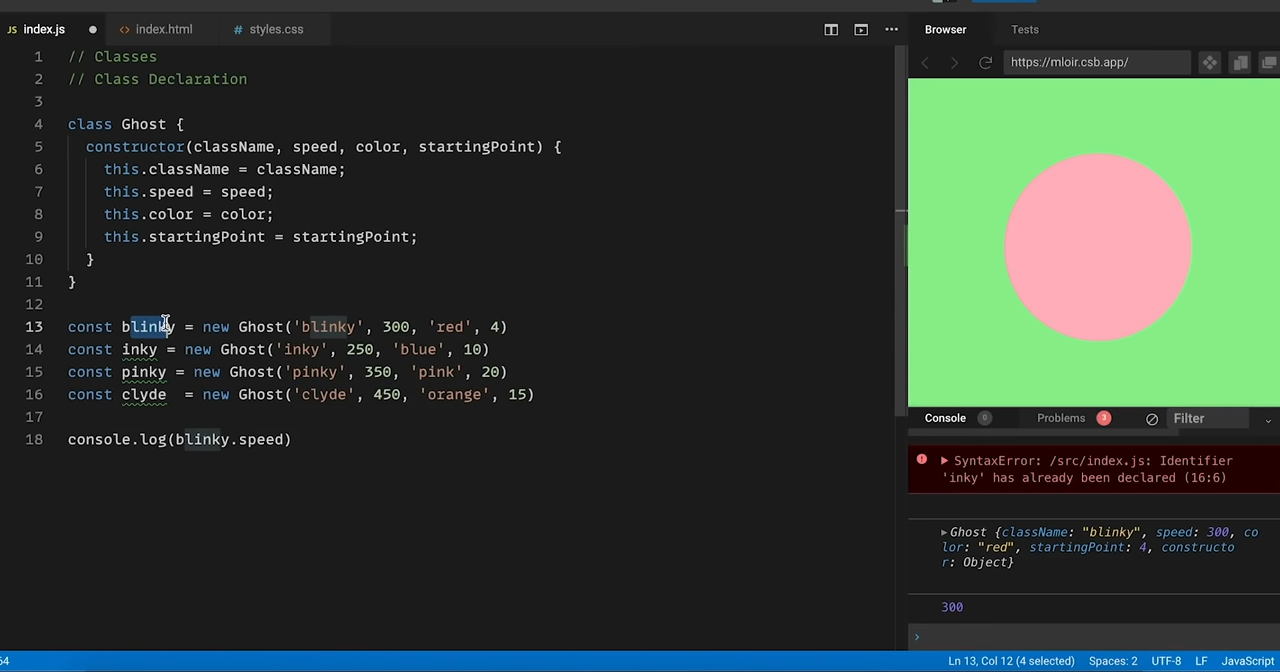 JS index.js
<> index.html
# styles.css
Browser
Tests
https://mloir.csb.app/
1 // Classes
2 // Class Declaration
3
4 class Ghost {
5 constructor(className, speed, color, startingPoint) {
6 this.className = className;
7 this.speed = speed;
8 this.color = color;
9 this.startingPoint = startingPoint;
10 }
11 }
12
13 const blinky = new Ghost('blinky', 300, 'red', 4)
14 const inky = new Ghost('inky', 250, 'blue', 10)
15 const pinky = new Ghost('pinky', 350, 'pink', 20)
16 const clyde  = new Ghost('clyde', 450, 'orange', 15)
17
18 console.log(blinky.speed)
Console 0
Problems 3
Filter
SyntaxError: /src/index.js: Identifier
'inky' has already been declared (16:6)
Ghost {className: "blinky", speed: 300, co
lor: "red", startingPoint: 4, constructo
r: Object}
300
64
Ln 13, Col 12 (4 selected)
Spaces: 2
UTF-8
LF
JavaScript